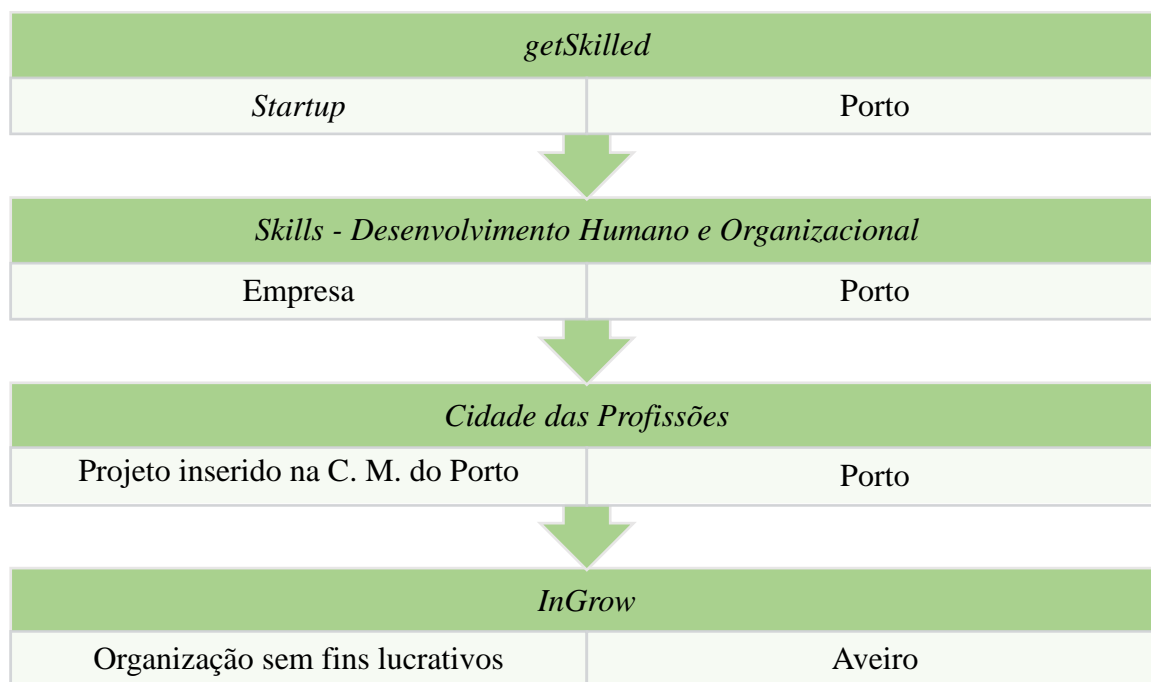 getSkilled
Startup Porto
Skills - Desenvolvimento Humano e Organizacional
Empresa Porto
Cidade das Profissões
Projeto inserido na C. M. do Porto Porto
InGrow
Organização sem fins lucrativos Aveiro